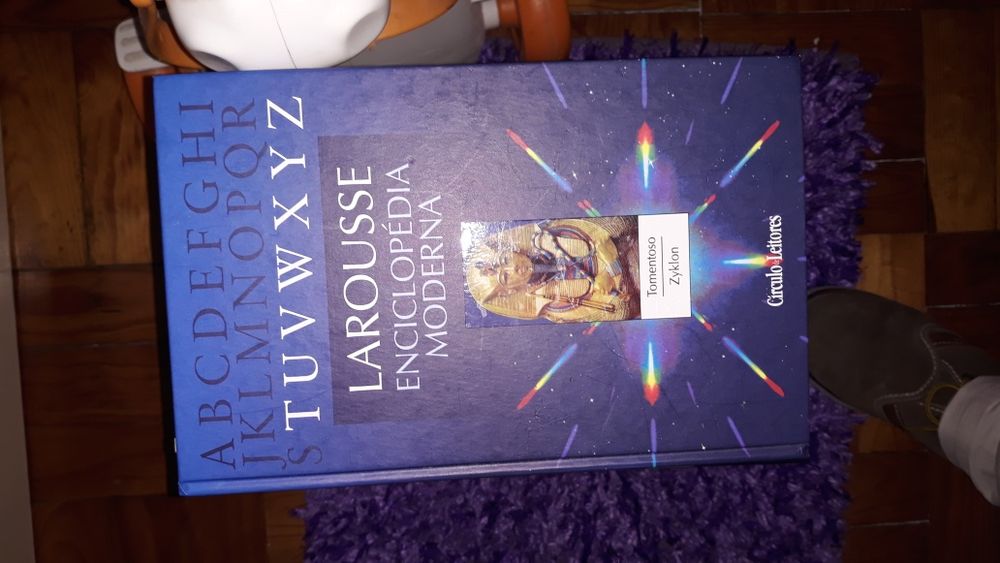 ABCDEFGHI
JKLMNOPQR
STUVWXYZ
LAROUSSE
ENCICLOPÉDIA
MODERNA
Tomentoso
Zyklon
Círculo de Leitores